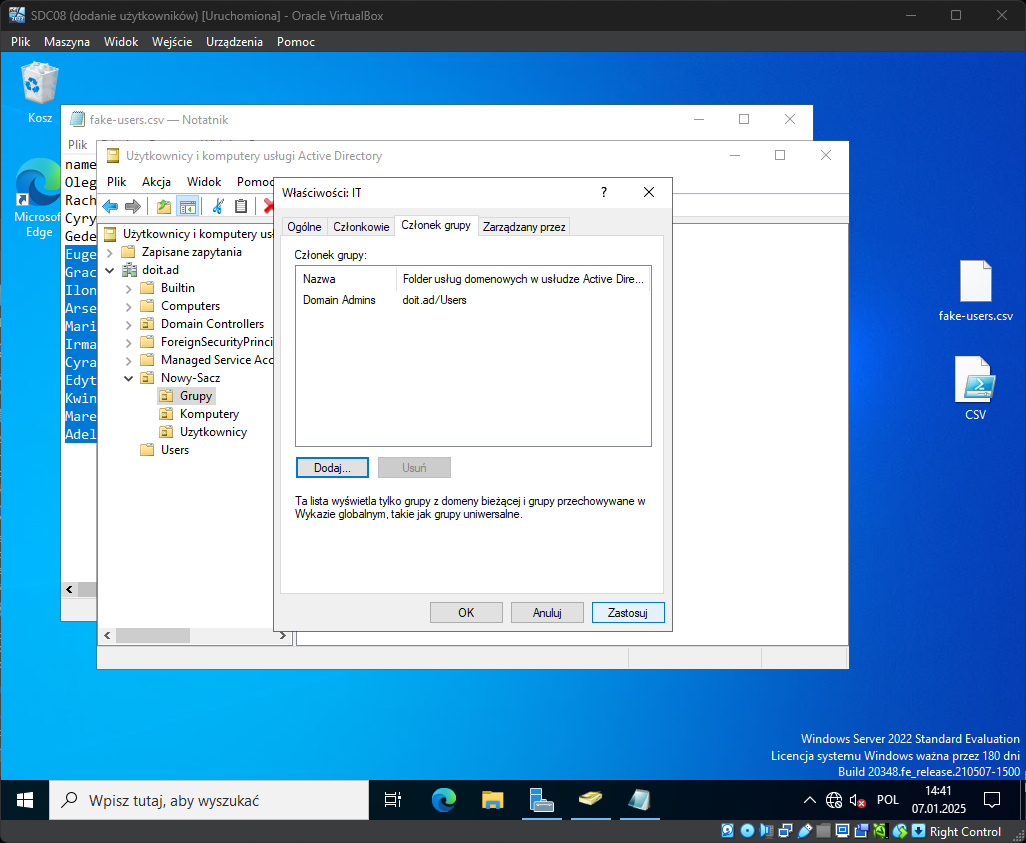 SDC08 (dodanie użytkowników) [Uruchomiona] - Oracle VirtualBox
Plik Maszyna Widok Wejście Urządzenia Pomoc
Kosz
fake-users.csv — Notatnik
Plik
Użytkownicy i komputery usługi Active Directory
name
Oleg
Rach
Cyry
Gede
Euge
Grac
Ilon
Arse
Mari
Irma
Cyra
Edyt
Kwin
Mare
Adel
Plik Akcja Widok Pomoc
Microsof
Edge
Użytkownicy i komputery usł
Zapisane zapytania
doit.ad
Builtin
Computers
Domain Controllers
ForeignSecurityPrinci
Managed Service Acc
Nowy-Sacz
Grupy
Komputery
Uzytkownicy
Users
Właściwości: IT
?
Ogólne Członkowie Członek grupy Zarządzany przez
Członek grupy:
Nazwa Folder usług domenowych w usłudze Active Dire...
Domain Admins doit.ad/Users
Dodaj... Usuń
Ta lista wyświetla tylko grupy z domeny bieżącej i grupy przechowywane w
Wykazie globalnym, takie jak grupy uniwersalne.
OK Anuluj Zastosuj
fake-users.csv
CSV
Windows Server 2022 Standard Evaluation
Licencja systemu Windows ważna przez 180 dni
Build 20348.fe_release.210507-1500
Wpisz tutaj, aby wyszukać
POL
14:41
07.01.2025
Right Control